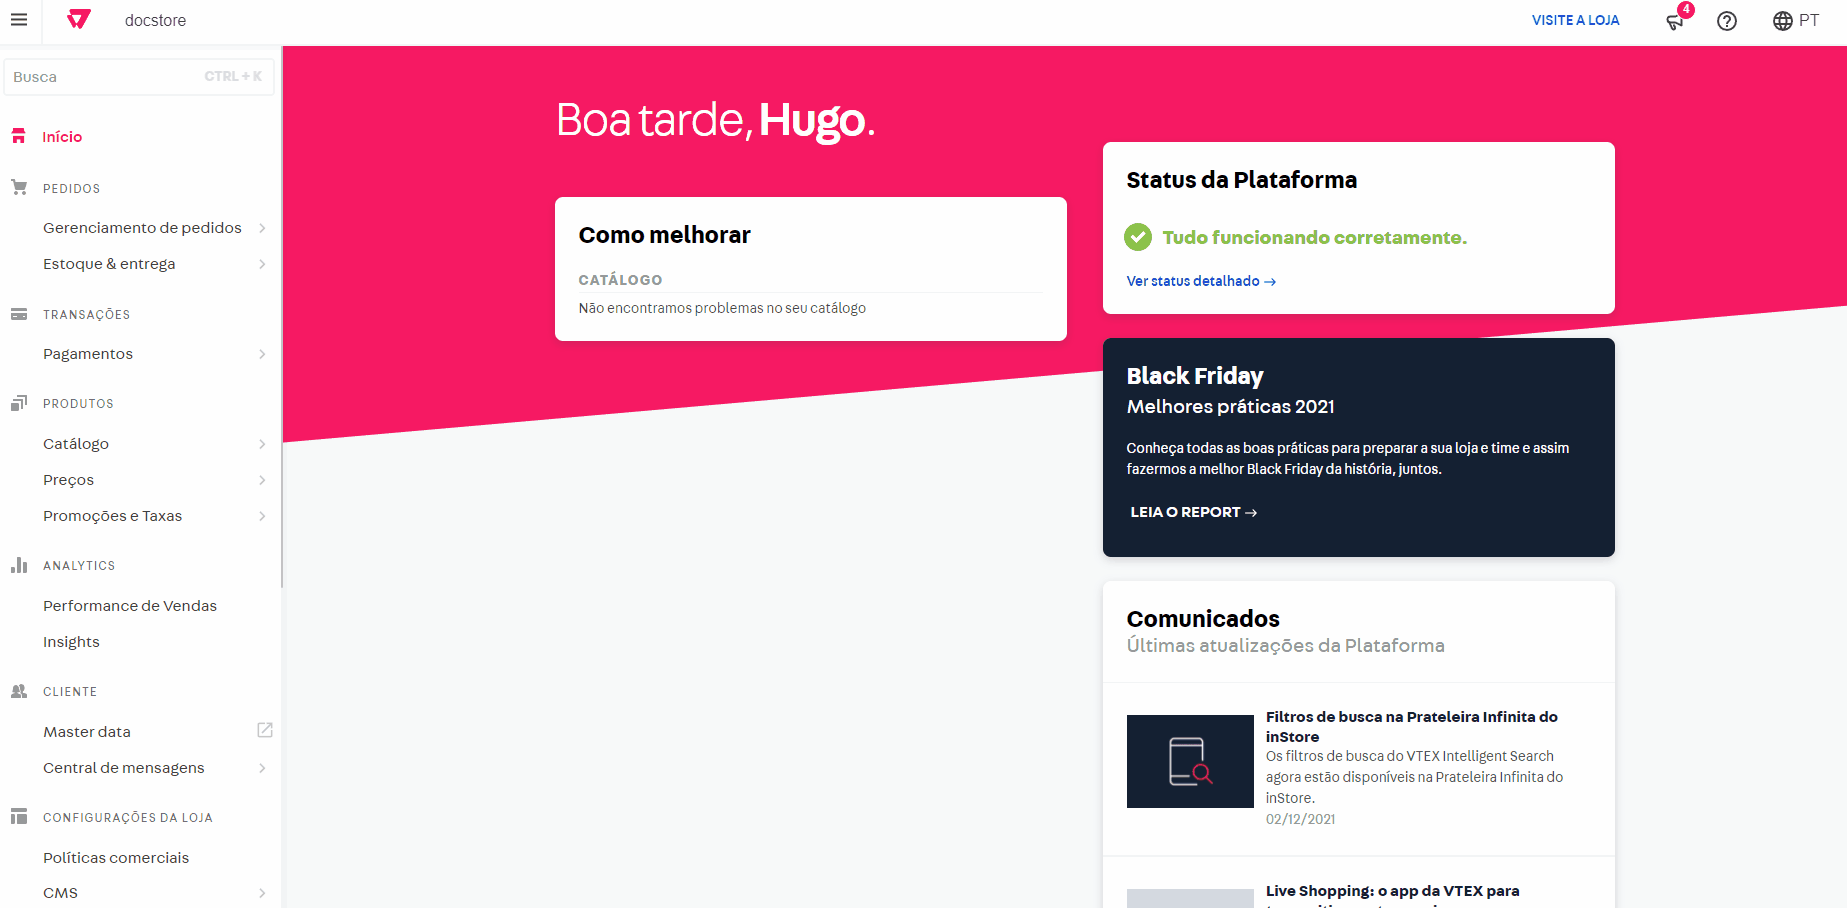 docstore
VISITE A LOJA
4
PT
Busca
CTRL + K
Início
PEDIDOS
Gerenciamento de pedidos
Estoque & entrega
TRANSAÇÕES
Pagamentos
PRODUTOS
Catálogo
Preços
Promoções e Taxas
ANALYTICS
Performance de Vendas
Insights
CLIENTE
Master data
Central de mensagens
CONFIGURAÇÕES DA LOJA
Políticas comerciais
CMS
Boa tarde, Hugo.
Como melhorar
CATÁLOGO
Não encontramos problemas no seu catálogo
Status da Plataforma
Tudo funcionando corretamente.
Ver status detalhado →
Black Friday
Melhores práticas 2021
Conheça todas as boas práticas para preparar a sua loja e time e assim
fazermos a melhor Black Friday da história, juntos.
LEIA O REPORT →
Comunicados
Últimas atualizações da Plataforma
Filtros de busca na Prateleira Infinita do
inStore
Os filtros de busca do VTEX Intelligent Search
agora estão disponíveis na Prateleira Infinita do
inStore.
02/12/2021
Live Shopping: o app da VTEX para